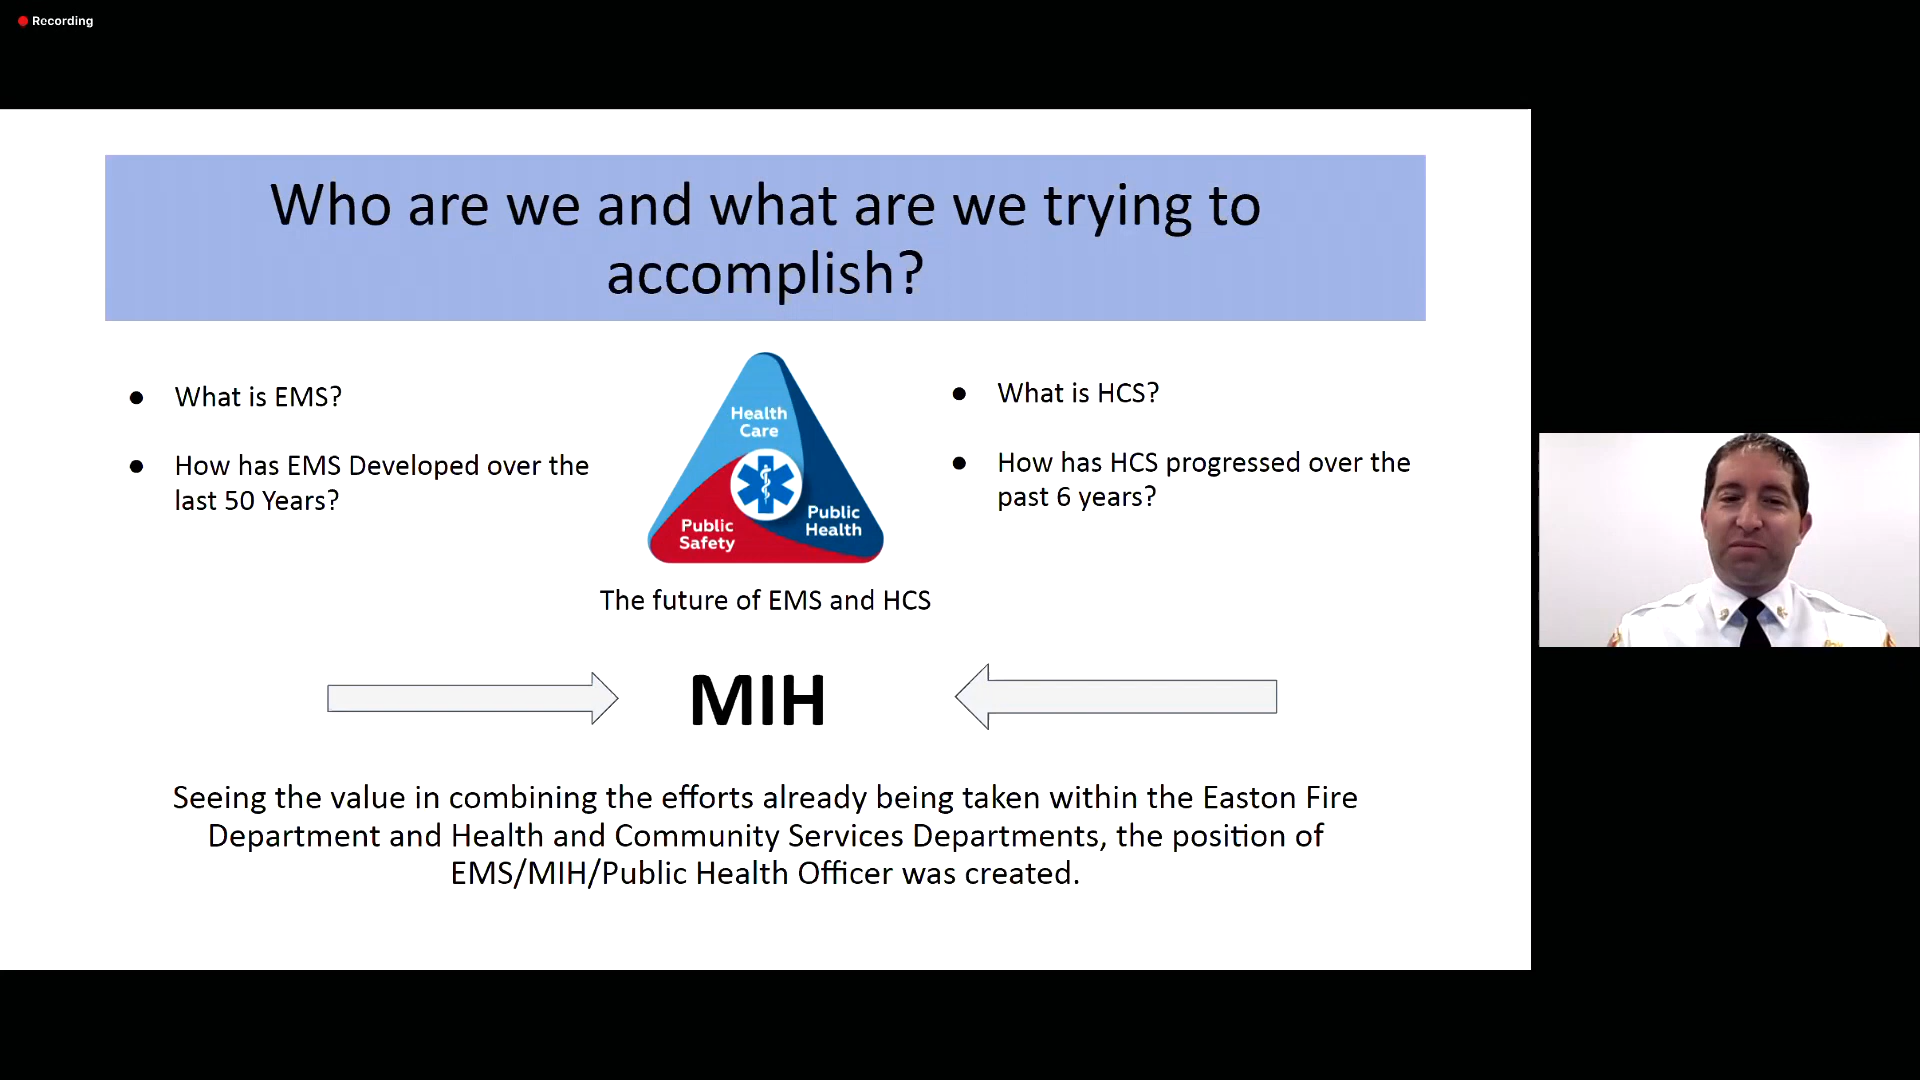 Recording
Who are we and what are we trying to
accomplish?
● What is EMS?
● How has EMS Developed over the
last 50 Years?
Health
Care
Public
Safety
Public
Health
The future of EMS and HCS
● What is HCS?
● How has HCS progressed over the
past 6 years?
MIH
Seeing the value in combining the efforts already being taken within the Easton Fire
Department and Health and Community Services Departments, the position of
EMS/MIH/Public Health Officer was created.